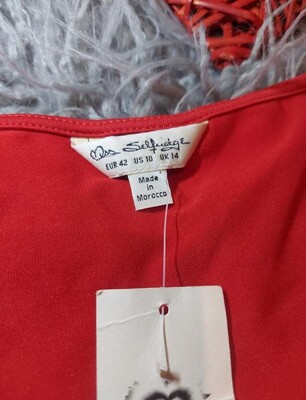 Miss Selfridge
EUR 42 US 10 UK 14
Made
in
Morocco